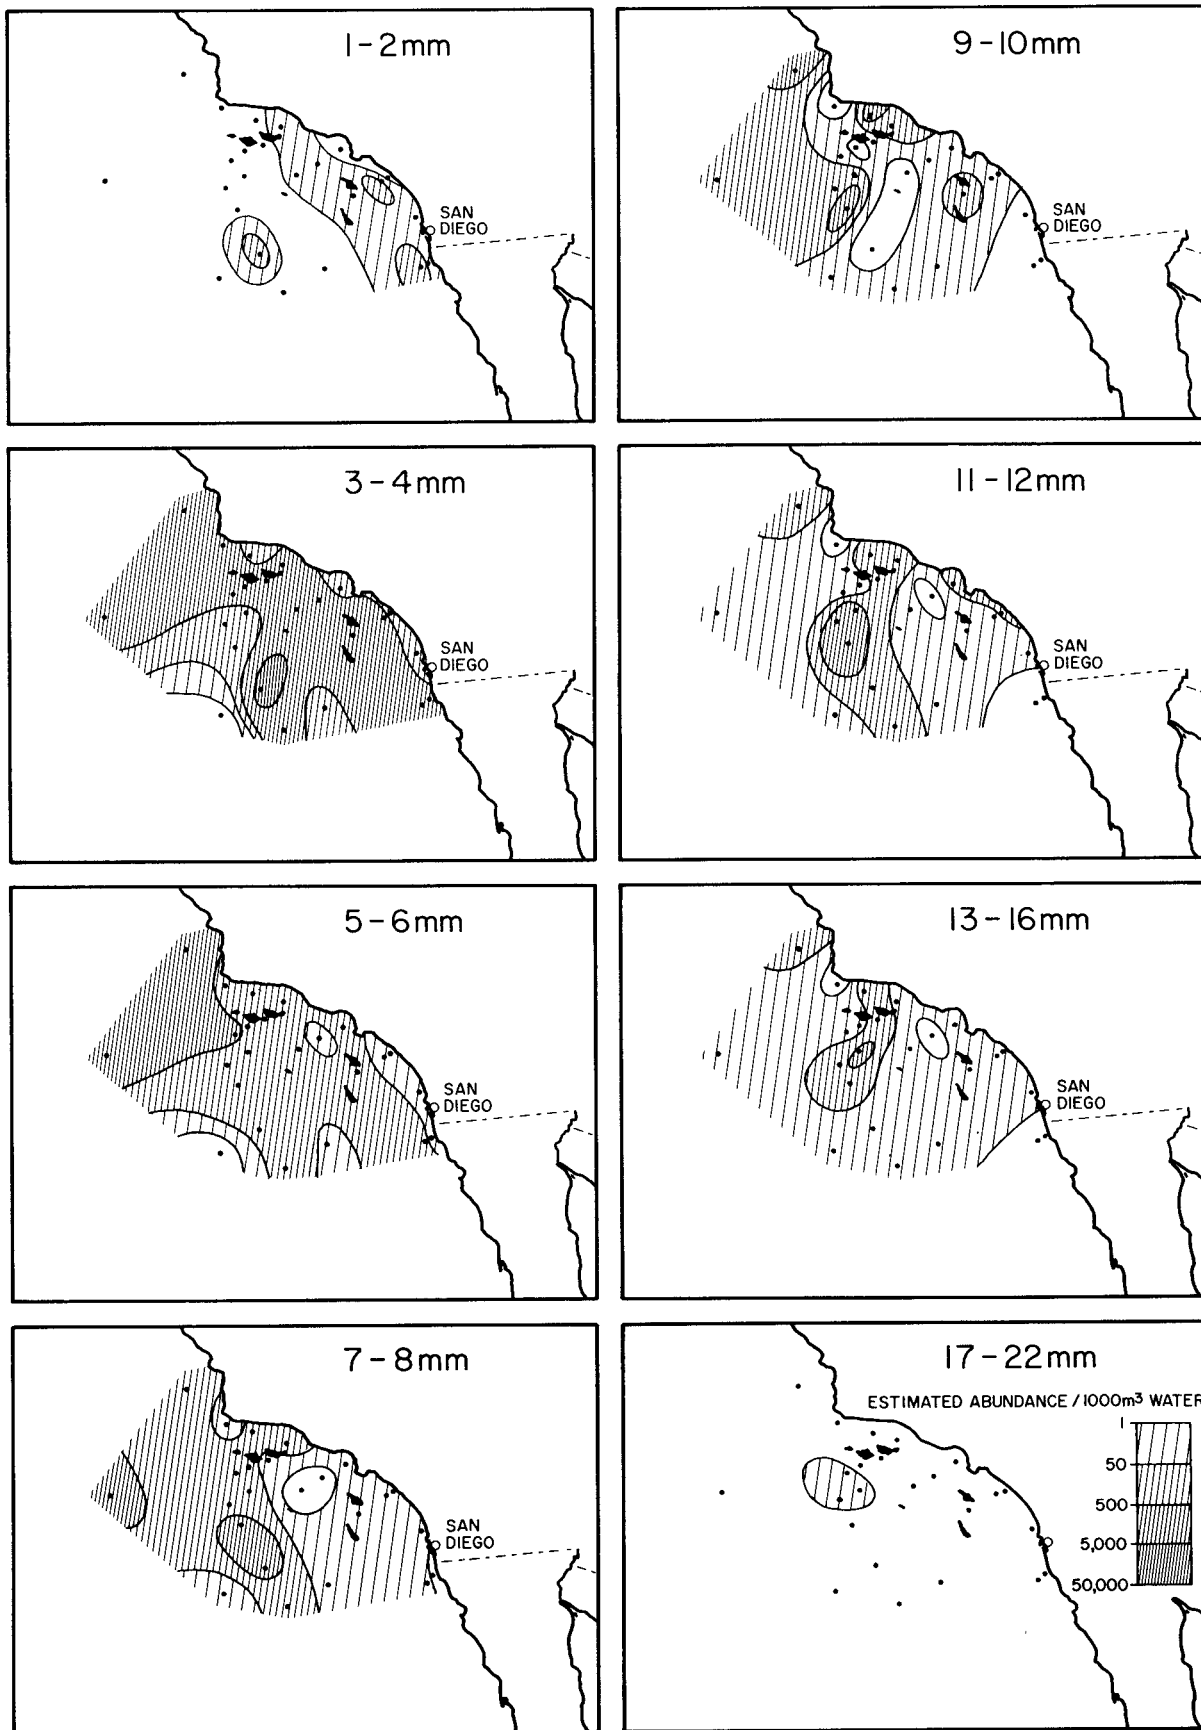 1-2mm
SAN
DIEGO
9-10mm
SAN
DIEGO
3-4mm
SAN
DIEGO
11-12mm
SAN
DIEGO
5-6mm
SAN
DIEGO
13-16mm
SAN
DIEGO
7-8mm
SAN
DIEGO
17-22mm
ESTIMATED ABUNDANCE / 1000m³ WATER
1
50
500
5,000
50,000